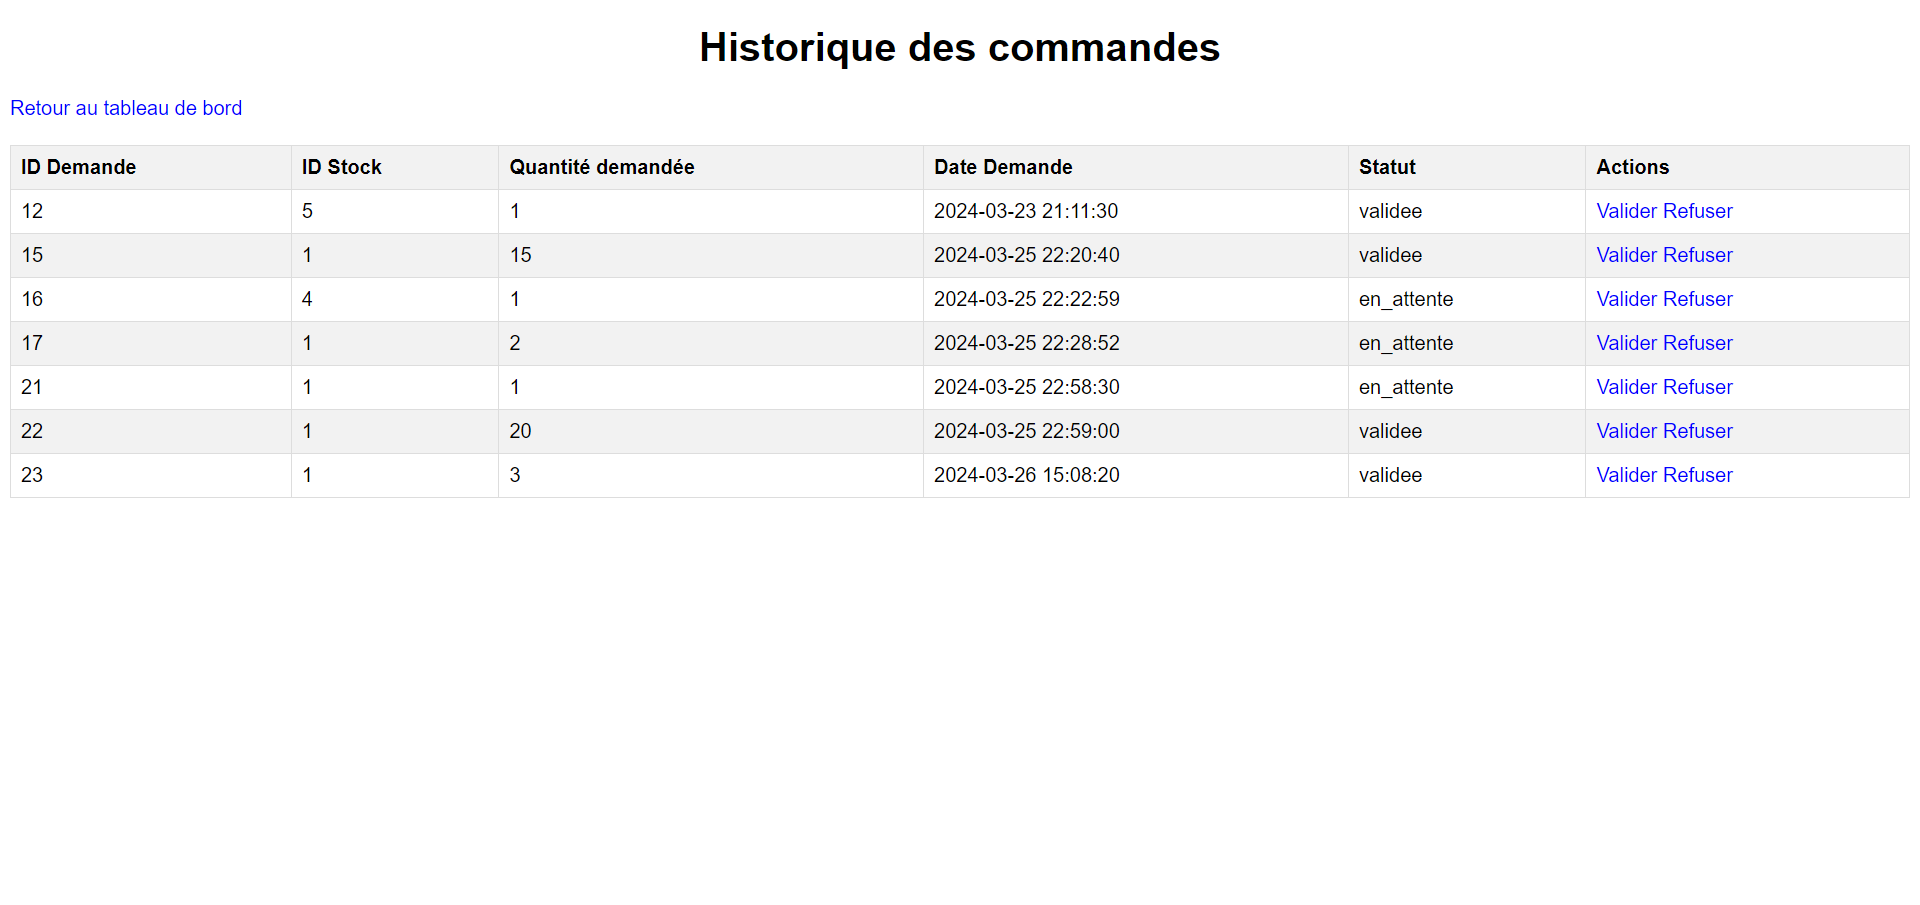 Historique des commandes
Retour au tableau de bord
ID Demande ID Stock Quantité demandée Date Demande Statut Actions
12 5 1 2024-03-23 21:11:30 validee Valider Refuser
15 1 15 2024-03-25 22:20:40 validee Valider Refuser
16 4 1 2024-03-25 22:22:59 en_attente Valider Refuser
17 1 2 2024-03-25 22:28:52 en_attente Valider Refuser
21 1 1 2024-03-25 22:58:30 en_attente Valider Refuser
22 1 20 2024-03-25 22:59:00 validee Valider Refuser
23 1 3 2024-03-26 15:08:20 validee Valider Refuser